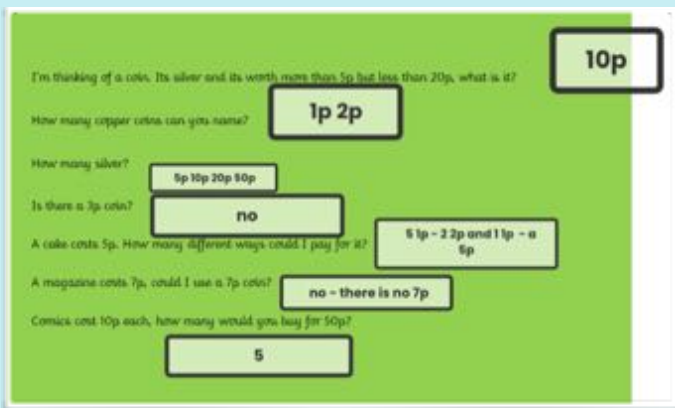 I'm thinking of a coin. Its silver and its worth more than 5p but less than 20p, what is it?
10p
How many copper coins can you name?
1p 2p
How many silver?
5p 10p 20p 50p
Is there a 3p coin?
no
A cake costs 5p. How many different ways could I pay for it?
5 1p - 2 2p and 1 1p - a
5p
A magazine costs 7p, could I use a 7p coin?
no - there is no 7p
Comics cost 10p each, how many would you buy for 50p?
5